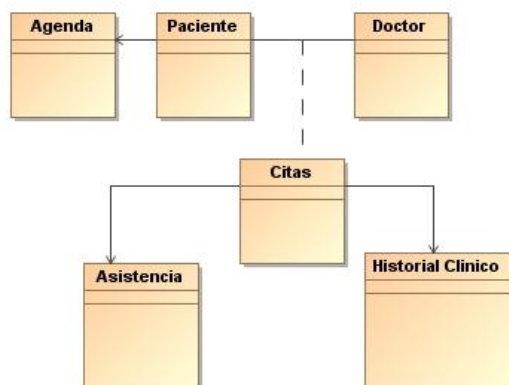 Agenda
Paciente
Doctor
Citas
Asistencia
Historial Clinico